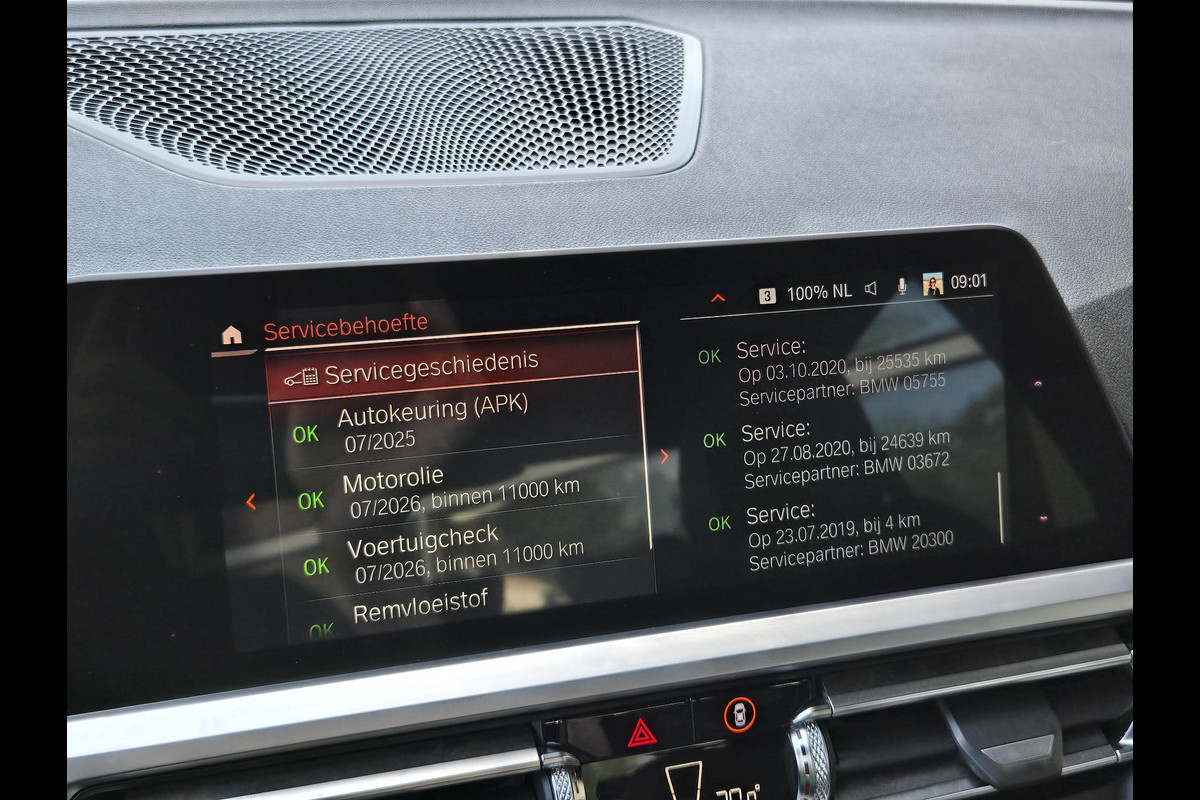 3 100% NL 09:01
Servicebehoefte
Servicegeschiedenis
OK Autokeuring (APK)
07/2025
OK Motorolie
07/2026, binnen 11000 km
OK Voertuigcheck
07/2026, binnen 11000 km
OK Remvloeistof
OK Service:
Op 03.10.2020, bij 25535 km
Servicepartner: BMW 05755
OK Service:
Op 27.08.2020, bij 24639 km
Servicepartner: BMW 03672
OK Service:
Op 23.07.2019, bij 4 km
Servicepartner: BMW 20300